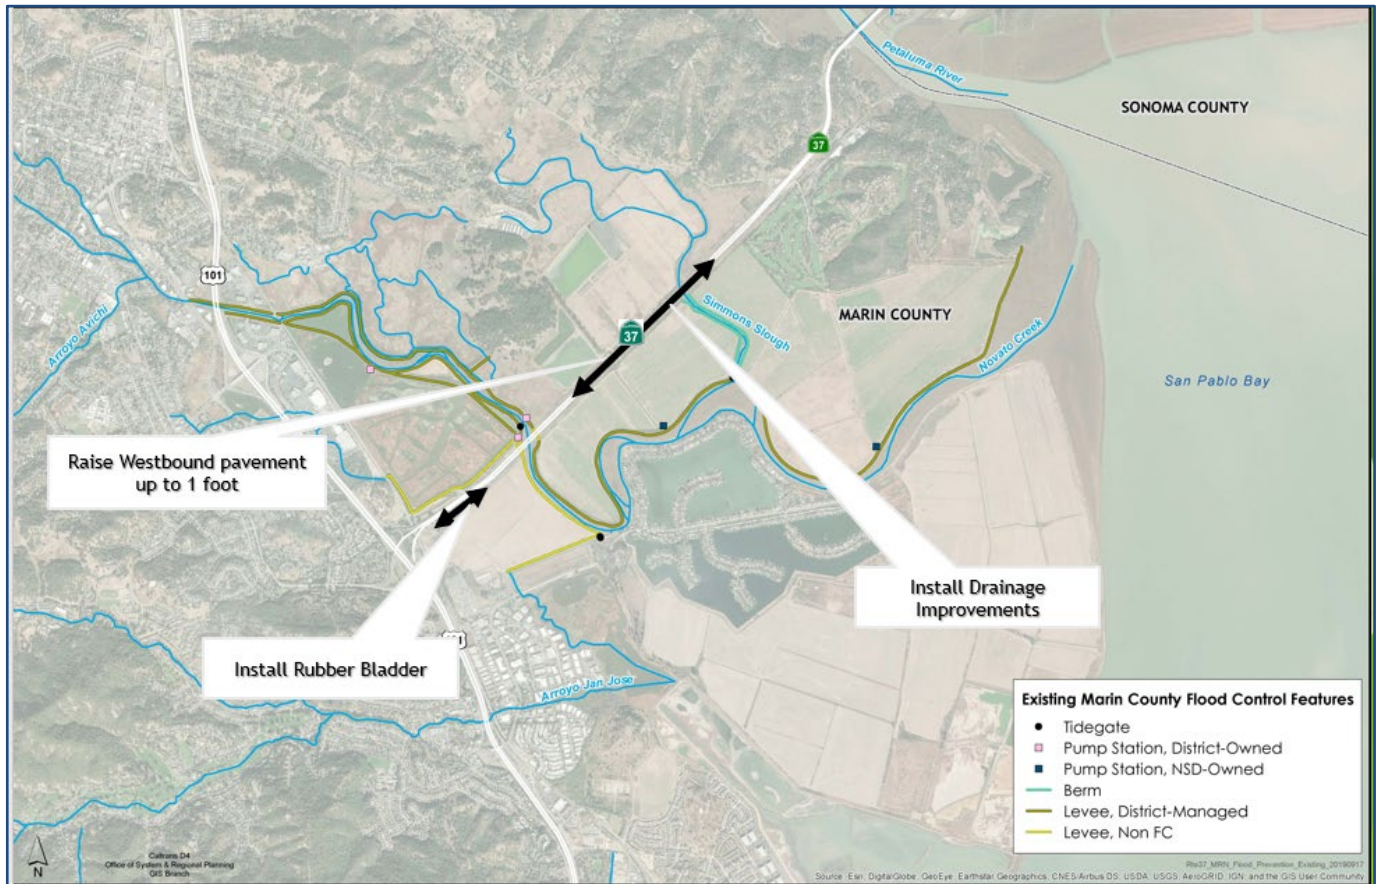 Petaluma River
SONOMA COUNTY
37
101
Arroyo Avichi
Simmons Slough
MARIN COUNTY
Novato Creek
37
San Pablo Bay
Raise Westbound pavement
up to 1 foot
Install Drainage
Improvements
Install Rubber Bladder
Arroyo Jan Jose
Existing Marin County Flood Control Features
Tidegate
Pump Station, District-Owned
Pump Station, NSD-Owned
Berm
Levee, District-Managed
Levee, Non FC
N
Caltrans D4
Office of System & Regional Planning
GIS Branch
Rte37_MRN_Flood_Prevention_Existing_20190917
Source: Esri, DigitalGlobe, GeoEye, Earthstar Geographics, CNES/Airbus DS, USDA, USGS, AeroGRID, IGN, and the GIS User Community